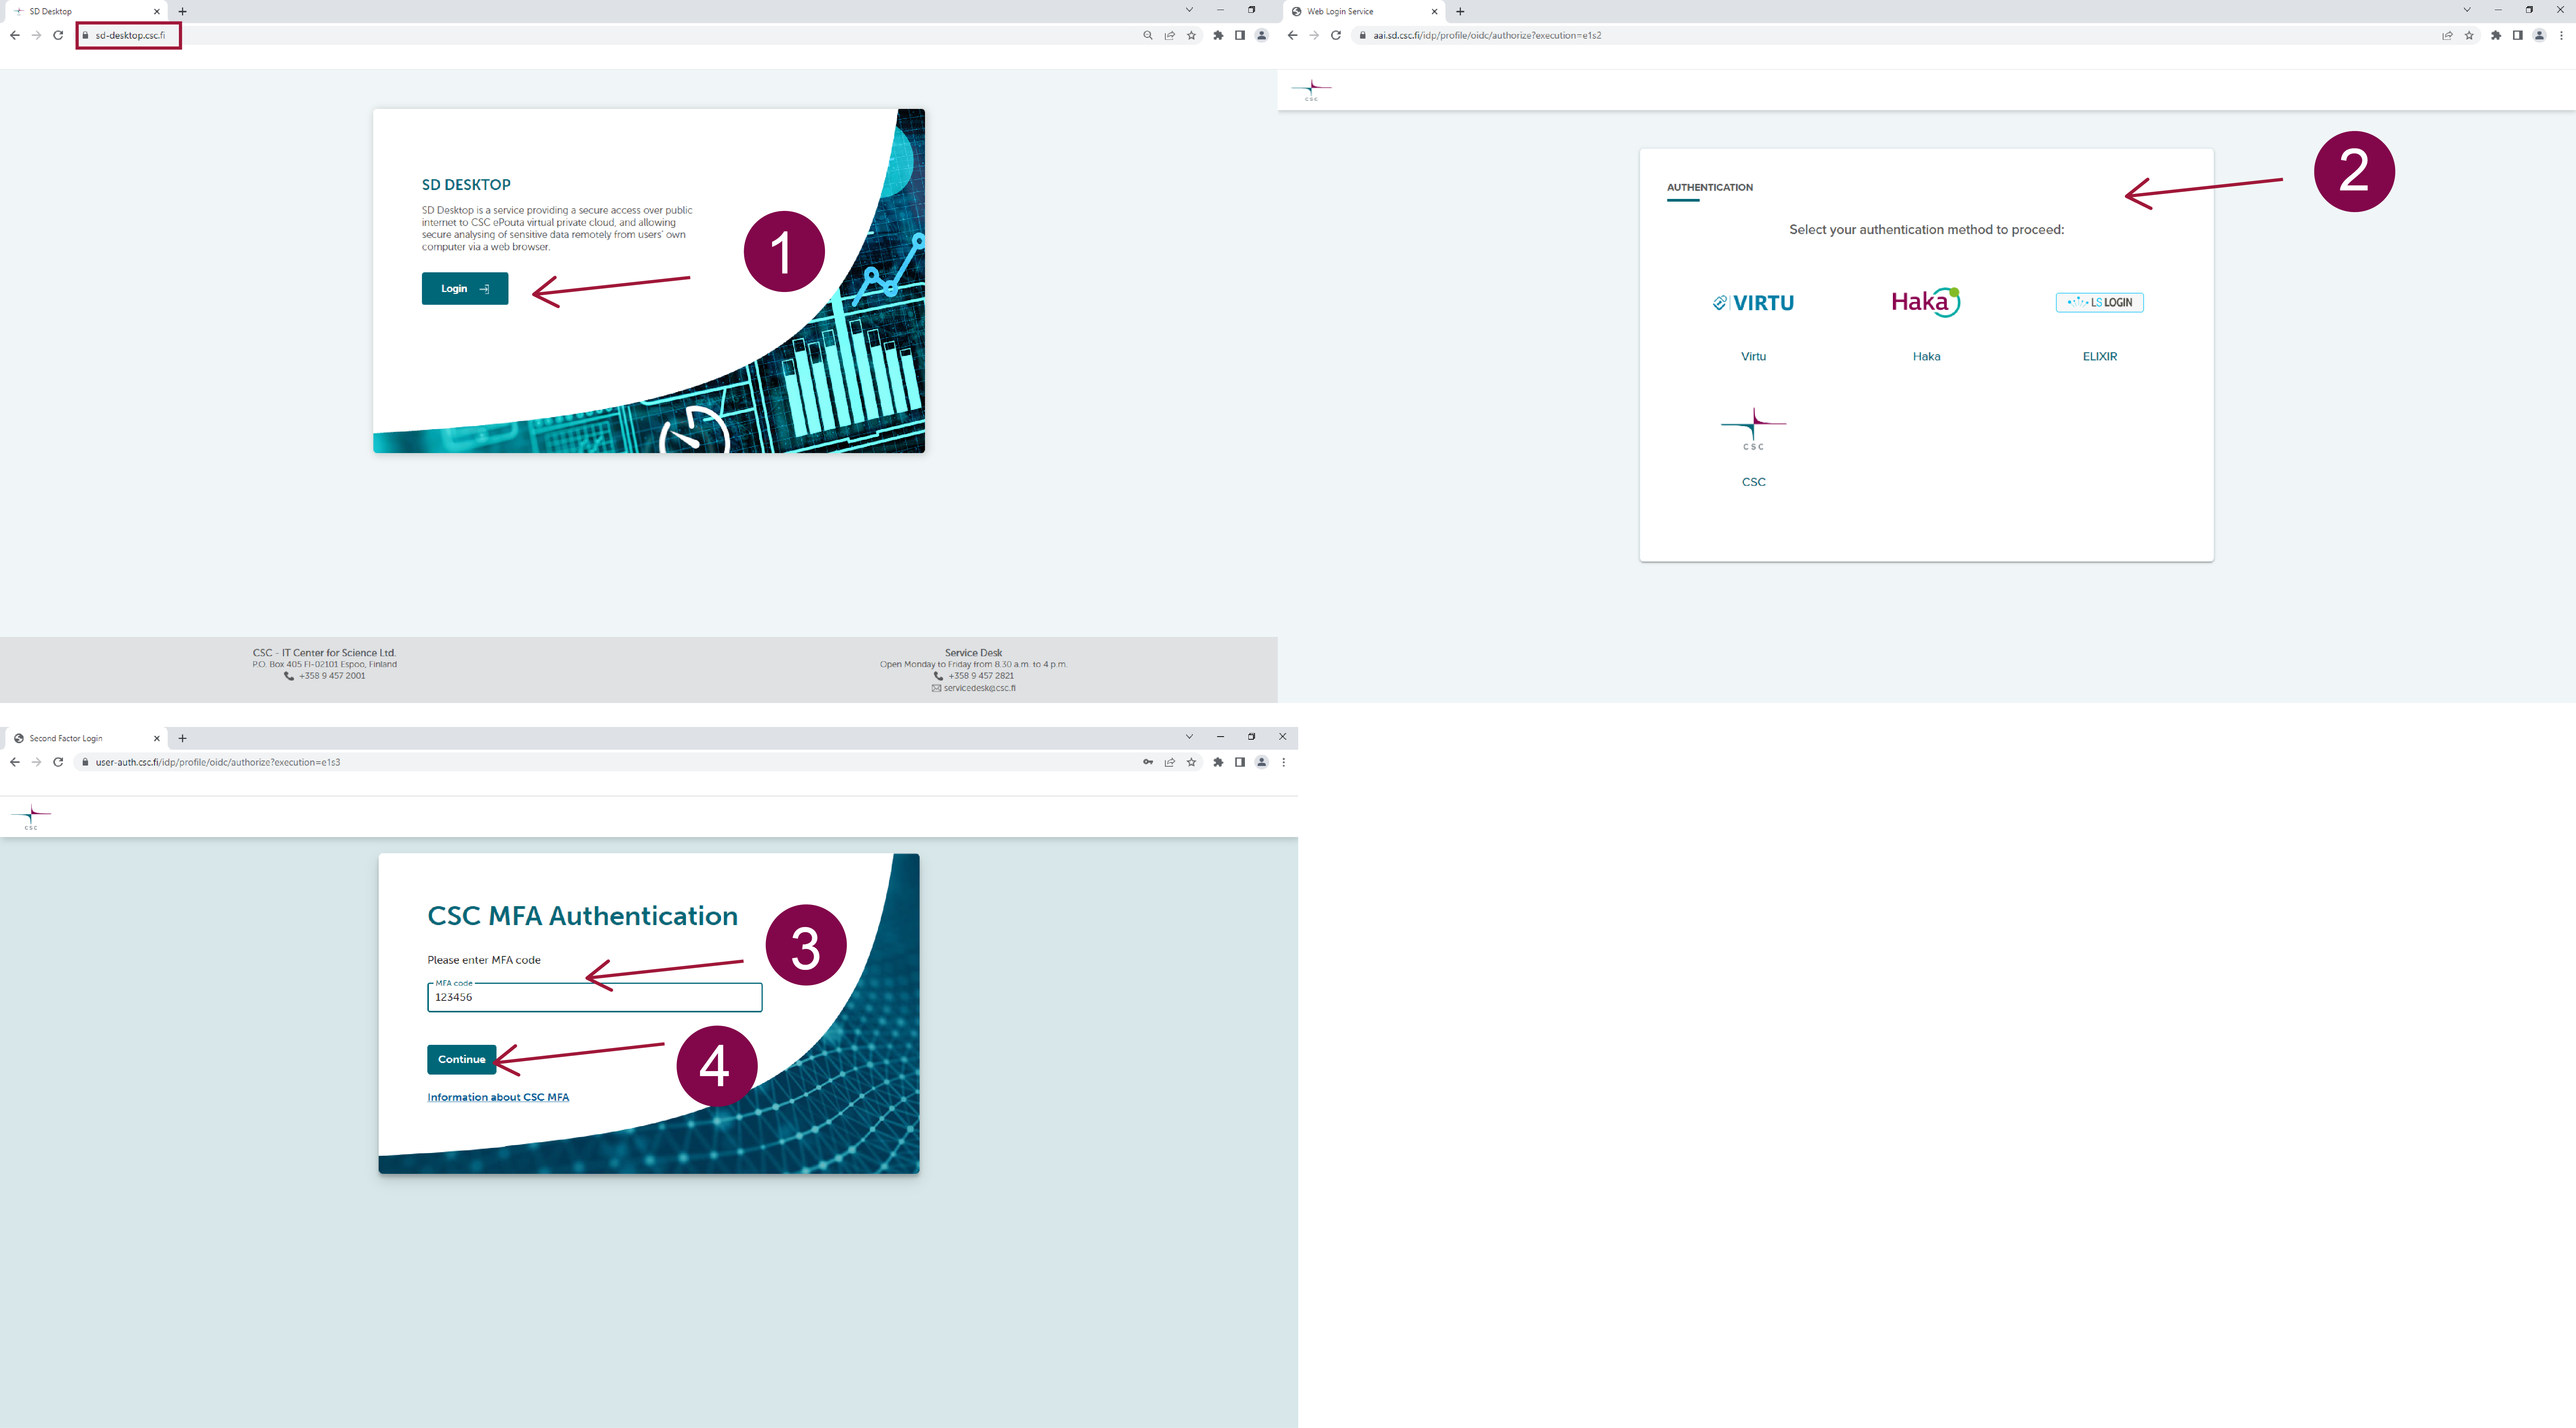 SD Desktop
sd-desktop.csc.fi
SD DESKTOP
SD Desktop is a service providing a secure access over public
internet to CSC ePouta virtual private cloud, and allowing
secure analysing of sensitive data remotely from users' own
computer via a web browser.
1
Login
CSC - IT Center for Science Ltd.
P.O. Box 405 FI-02101 Espoo, Finland
+358 9 457 2001
Service Desk
Open Monday to Friday from 8.30 a.m. to 4 p.m.
+358 9 457 2821
servicedesk@csc.fi
Web Login Service
aai.sd.csc.fi/idp/profile/oidc/authorize?execution=e1s2
CSC
2
AUTHENTICATION
Select your authentication method to proceed:
VIRTU
Haka
LS LOGIN
Virtu
Haka
ELIXIR
CSC
CSC
Second Factor Login
user-auth.csc.fi/idp/profile/oidc/authorize?execution=e1s3
CSC
CSC MFA Authentication
3
Please enter MFA code
MFA code
123456
4
Continue
Information about CSC MFA